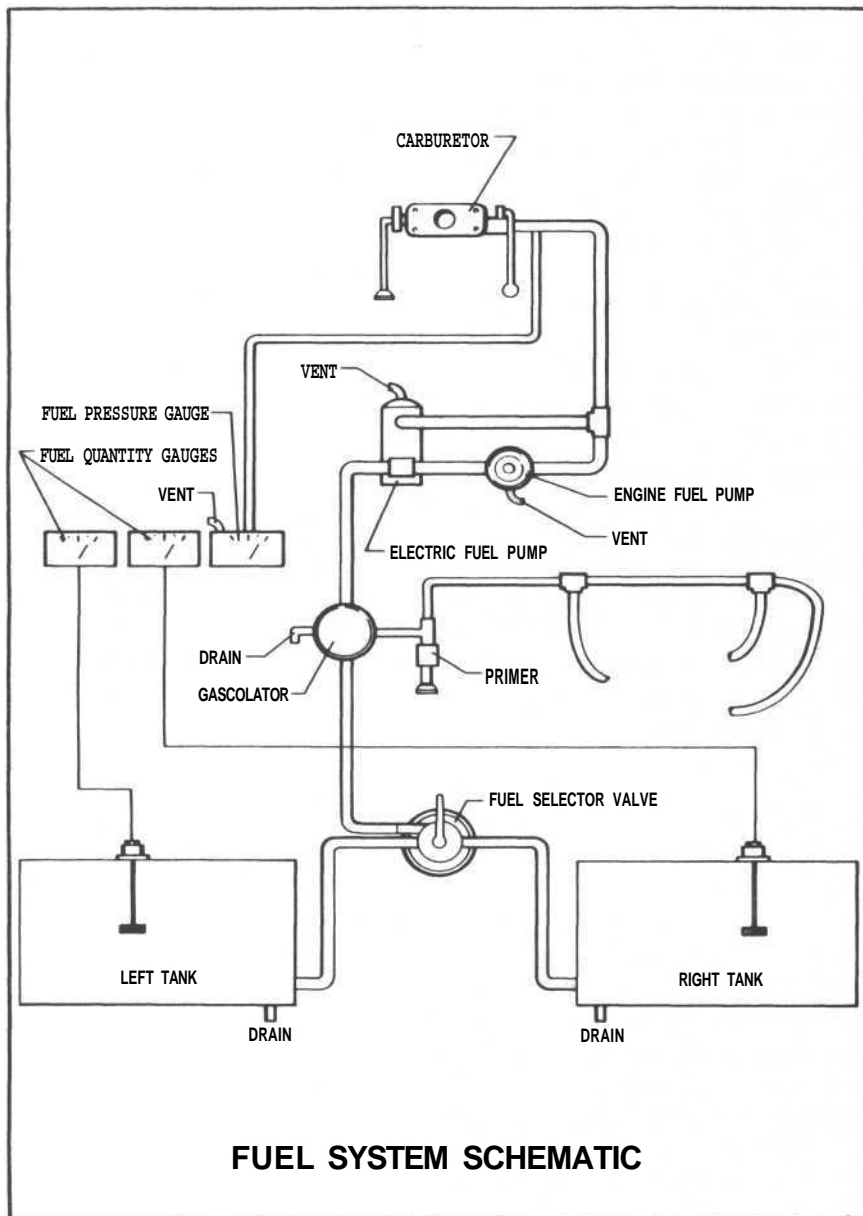 CARBURETOR
VENT
FUEL PRESSURE GAUGE
FUEL QUANTITY GAUGES
VENT
ENGINE FUEL PUMP
VENT
ELECTRIC FUEL PUMP
DRAIN
GASCOLATOR
PRIMER
FUEL SELECTOR VALVE
LEFT TANK
RIGHT TANK
DRAIN
DRAIN
FUEL SYSTEM SCHEMATIC